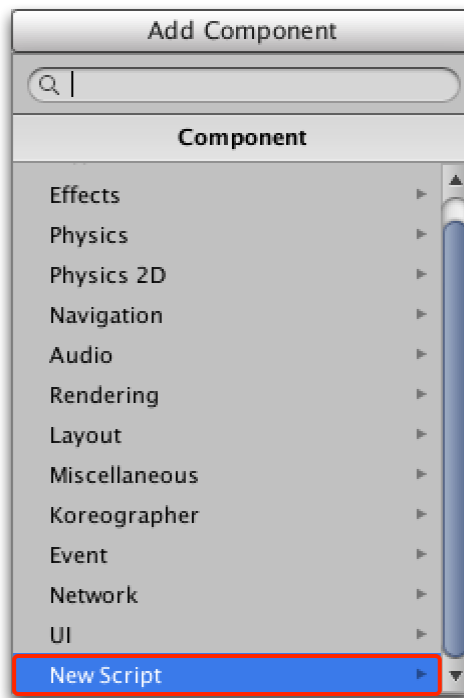 Add Component
Component
Effects
Physics
Physics 2D
Navigation
Audio
Rendering
Layout
Miscellaneous
Koreographer
Event
Network
UI
New Script